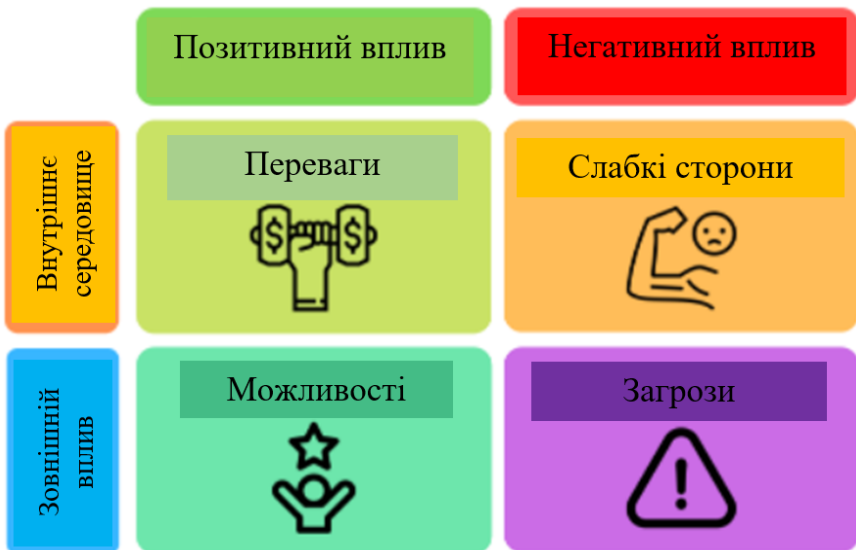 Позитивний вплив
Негативний вплив
Внутрішнє
середовище
Переваги
$ $
Слабкі сторони
Зовнішній
вплив
Можливості
Загрози
!